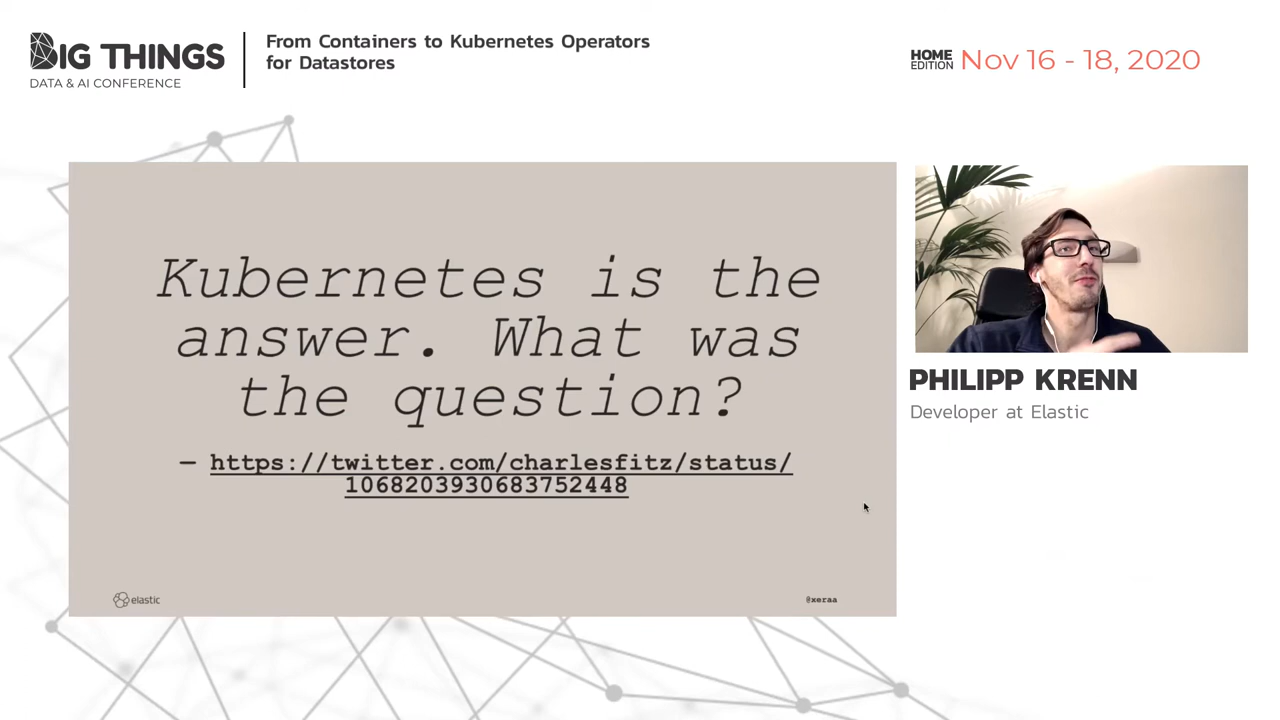 BIG THINGS
DATA & AI CONFERENCE
From Containers to Kubernetes Operators
for Datastores
HOME
EDITION
Nov 16 - 18, 2020
Kubernetes is the
answer. What was
the question?
— https://twitter.com/charlesfitz/status/
1068203930683752448
elastic
@xeraa
PHILIPP KRENN
Developer at Elastic